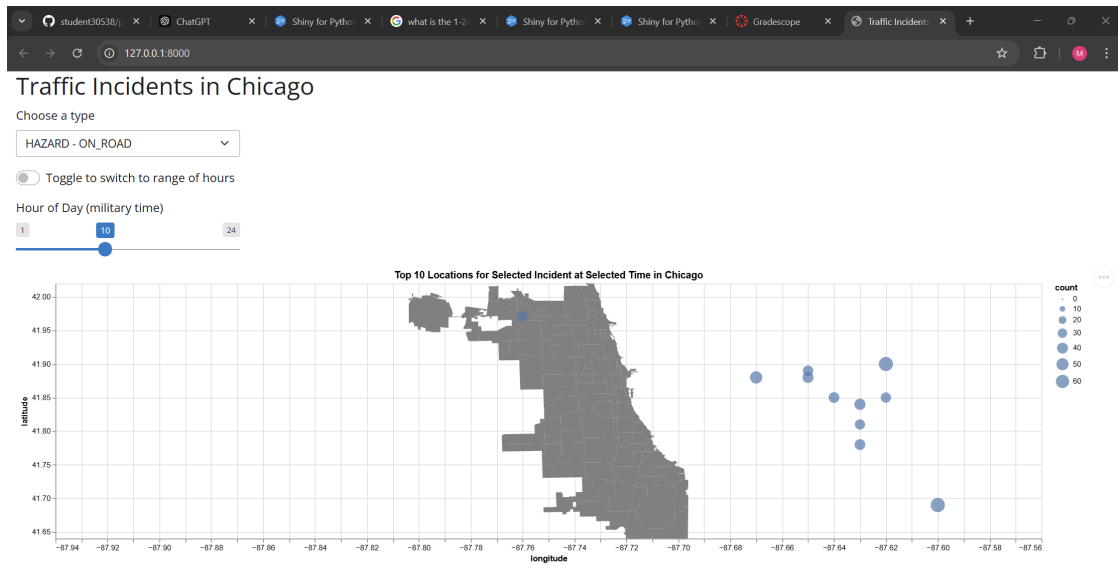 student30538/p
ChatGPT
Shiny for Pytho
what is the 1-24
Shiny for Pytho
Shiny for Pytho
Gradescope
Traffic Incidents
127.0.0.1:8000
M
Traffic Incidents in Chicago
Choose a type
HAZARD - ON_ROAD
Toggle to switch to range of hours
Hour of Day (military time)
1 10 24
Top 10 Locations for Selected Incident at Selected Time in Chicago
count
0
10
20
30
40
50
60
latitude
42.00
41.95
41.90
41.85
41.80
41.75
41.70
41.65
−87.94 −87.92 −87.90 −87.88 −87.86 −87.84 −87.82 −87.80 −87.78 −87.76 −87.74 −87.72 −87.70 −87.68 −87.66 −87.64 −87.62 −87.60 −87.58 −87.56
longitude